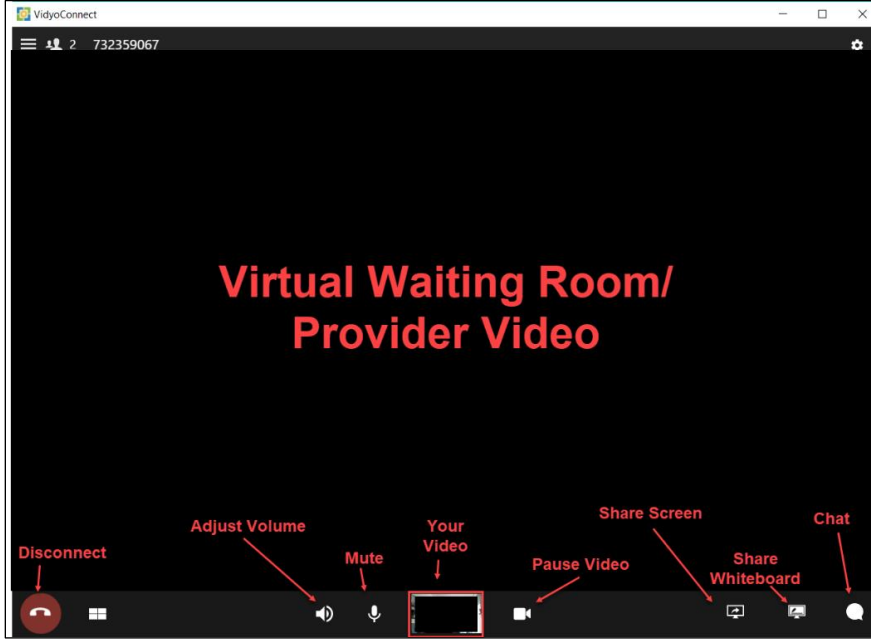 VidyoConnect
2 732359067
Virtual Waiting Room/
Provider Video
Share Screen
Chat
Adjust Volume
Your
Video
Disconnect
Mute
Pause Video
Share
Whiteboard